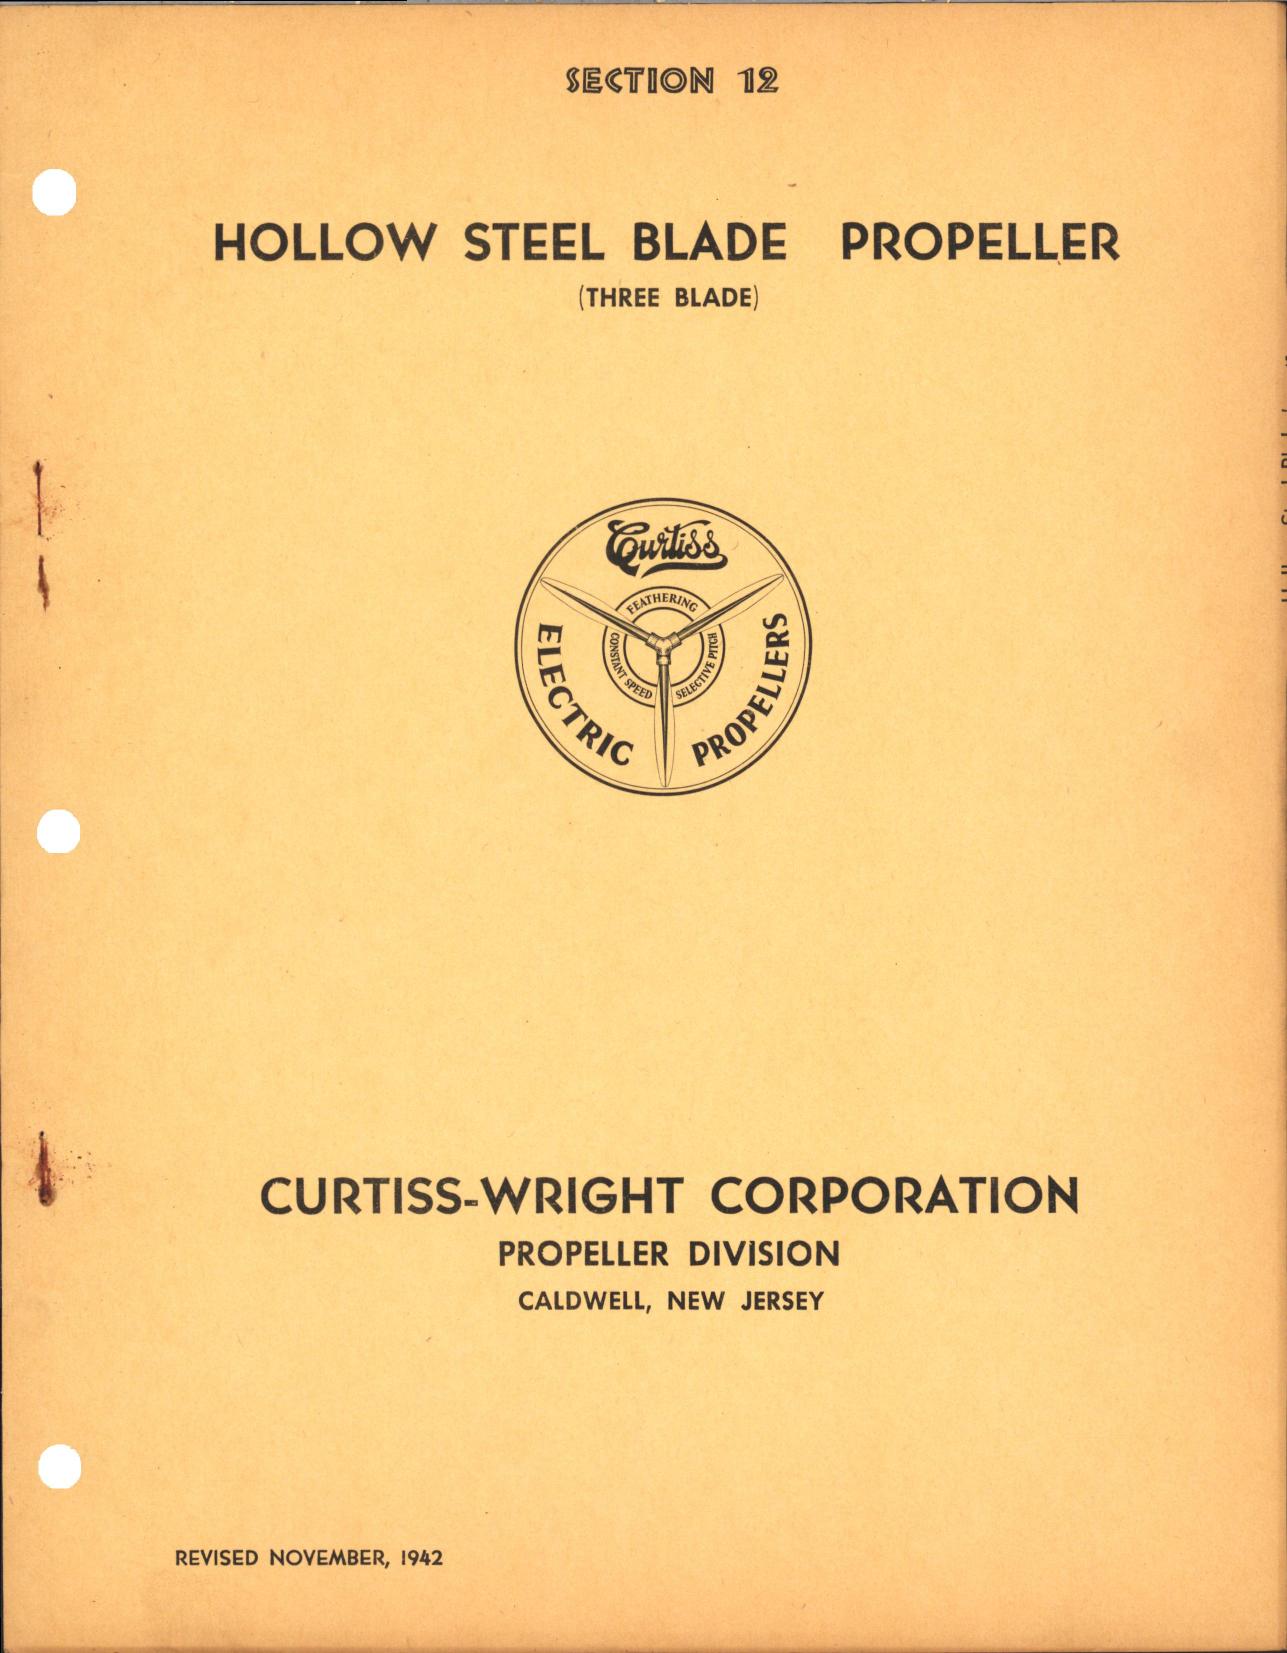 SECTION 12
HOLLOW STEEL BLADE PROPELLER
(THREE BLADE)
Curtiss
FEATHERING
CONSTANT SPEED
SELECTIVE PITCH
ELECTRIC
PROPELLERS
CURTISS-WRIGHT CORPORATION
PROPELLER DIVISION
CALDWELL, NEW JERSEY
REVISED NOVEMBER, 1942